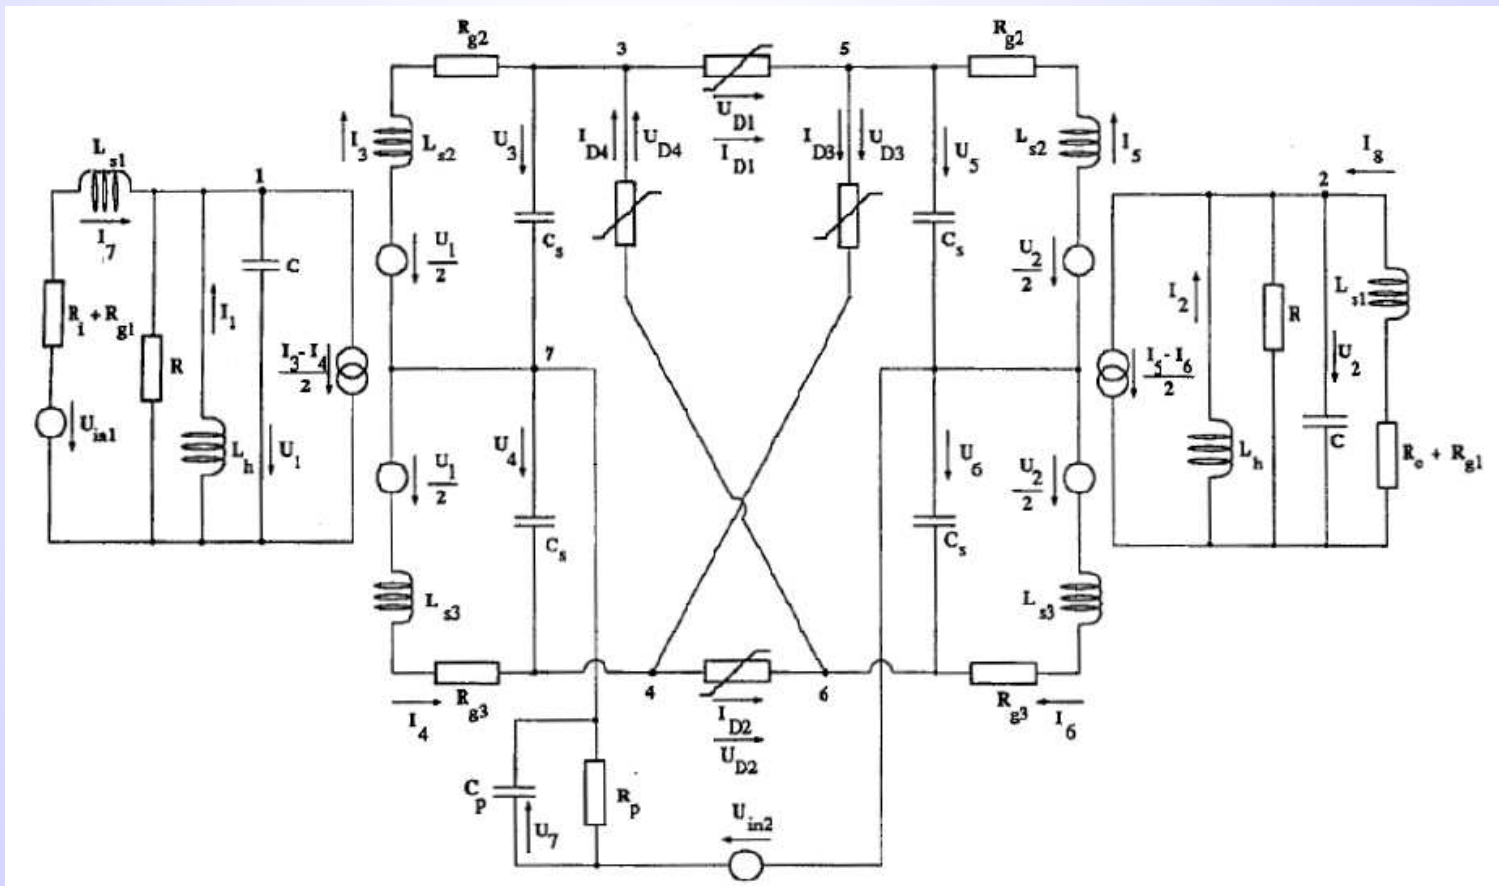 R g2
3
5
R g2
U D1
I D1
L s1
I 3
L s2
U 3
I D4
U D4
I D3
U D3
U 5
L s2
I 5
I 8
1
2
I 7
C s
C s
U 1
2
U 2
2
C
R i + R g1
I 1
I 2
R
L s1
U 2
7
I 3 - I 4
2
I 5 - I 6
2
R
U in1
L h
U 1
U 4
U 1
2
U 6
U 2
2
L h
C
R c + R g1
C s
C s
L s3
L s3
4
6
I 4
R g3
I D2
U D2
R g3
I 6
C p
R p
U 7
U in2